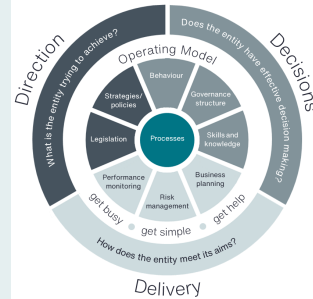 Direction
Decisions
What is the entity trying to achieve?
Does the entity have effective decision making?
Operating Model
Behaviour
Strategies/
policies
Governance
structure
Legislation
Processes
Skills and
knowledge
Performance
monitoring
Risk
management
Business
planning
get busy
get simple
get help
How does the entity meet its aims?
Delivery